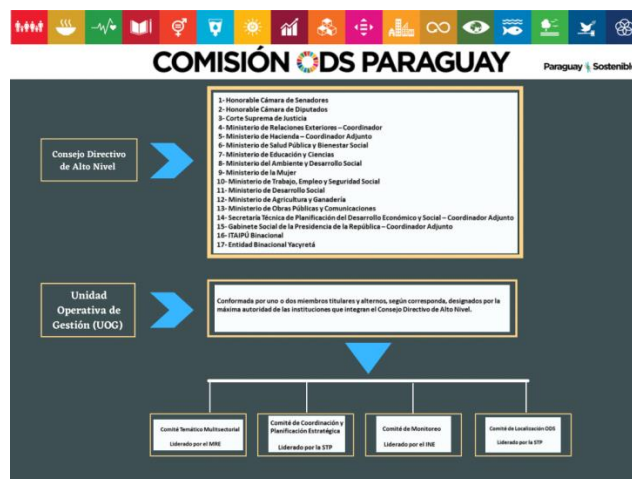 COMISIÓN ODS PARAGUAY
Paraguay Sostenible
Consejo Directivo
de Alto Nivel
1- Honorable Cámara de Senadores
2- Honorable Cámara de Diputados
3- Corte Suprema de Justicia
4- Ministerio de Relaciones Exteriores – Coordinador
5- Ministerio de Hacienda – Coordinador Adjunto
6- Ministerio de Salud Pública y Bienestar Social
7- Ministerio de Educación y Ciencias
8- Ministerio del Ambiente y Desarrollo Social
9- Ministerio de la Mujer
10- Ministerio de Trabajo, Empleo y Seguridad Social
11- Ministerio de Desarrollo Social
12- Ministerio de Agricultura y Ganadería
13- Ministerio de Obras Públicas y Comunicaciones
14- Secretaría Técnica de Planificación del Desarrollo Económico y Social – Coordinador Adjunto
15- Gabinete Social de la Presidencia de la República – Coordinador Adjunto
16- ITAIPÚ Binacional
17- Entidad Binacional Yacyretá
Unidad
Operativa de
Gestión (UOG)
Conformada por uno o dos miembros titulares y alternos, según corresponda, designados por la
máxima autoridad de las instituciones que integran el Consejo Directivo de Alto Nivel.
Comité Temático Multisectorial
Liderado por el MRE
Comité de Coordinación y
Planificación Estratégica
Liderado por la STP
Comité de Monitoreo
Liderado por el INE
Comité de Localización ODS
Liderado por la STP